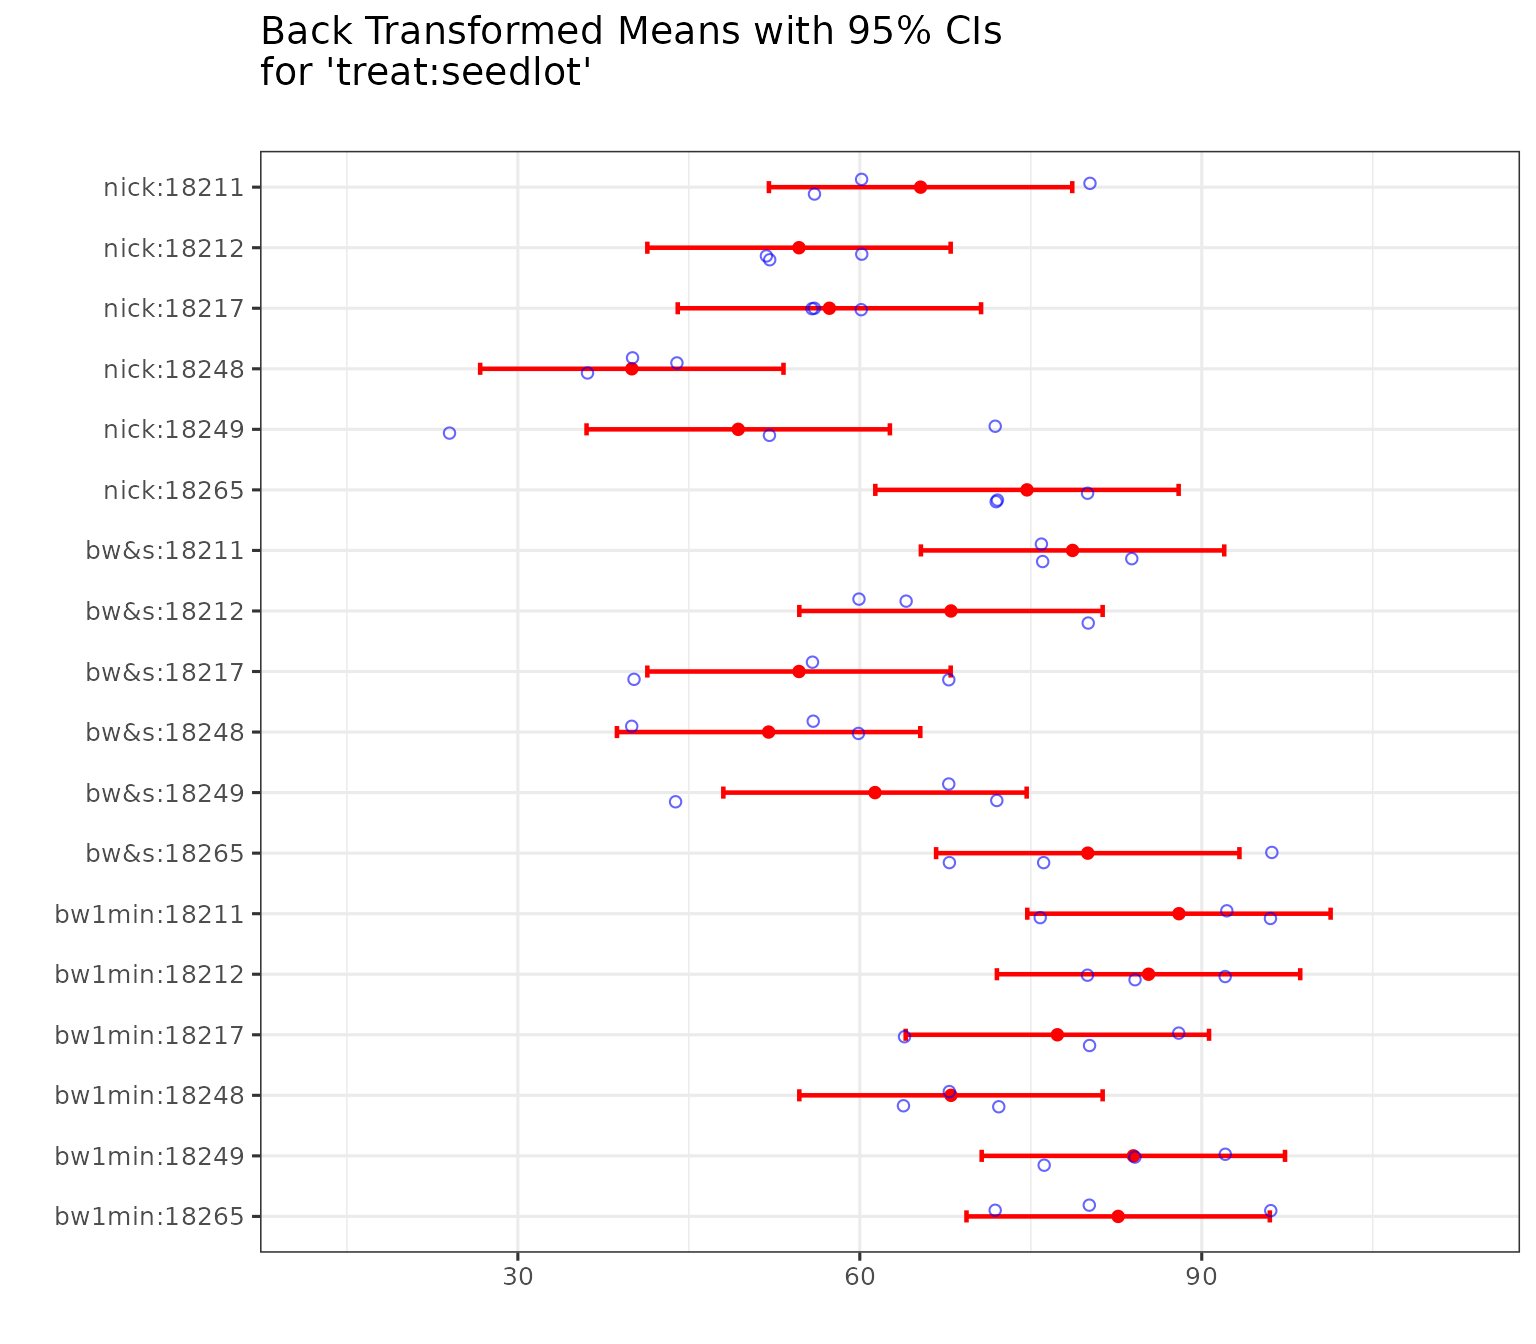 Back Transformed Means with 95% CIs
for 'treat:seedlot'
nick:18211
nick:18212
nick:18217
nick:18248
nick:18249
nick:18265
bw&s:18211
bw&s:18212
bw&s:18217
bw&s:18248
bw&s:18249
bw&s:18265
bw1min:18211
bw1min:18212
bw1min:18217
bw1min:18248
bw1min:18249
bw1min:18265
30 60 90